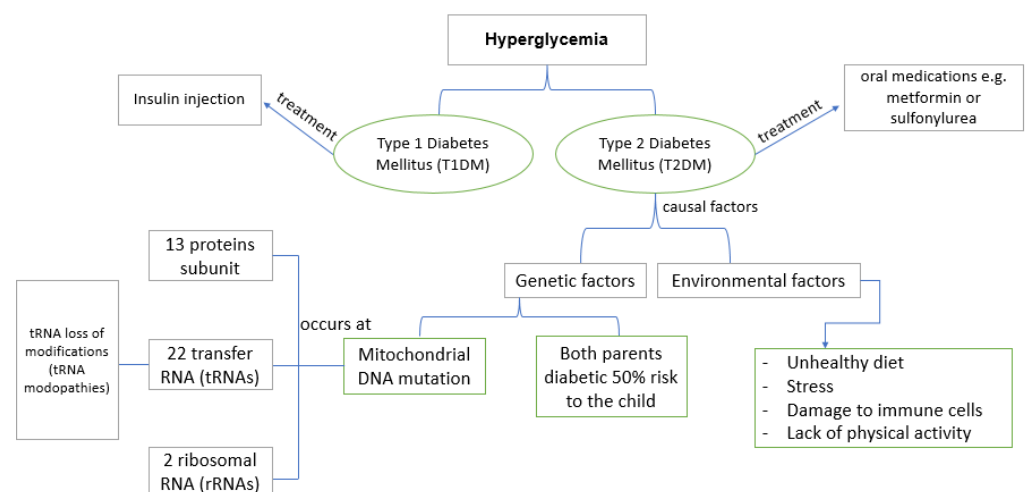 Hyperglycemia
Insulin injection
treatment
Type 1 Diabetes
Mellitus (T1DM)
Type 2 Diabetes
Mellitus (T2DM)
treatment
oral medications e.g.
metformin or
sulfonylurea
causal factors
Genetic factors
Environmental factors
13 proteins
subunit
occurs at
tRNA loss of
modifications
(tRNA
modopathies)
22 transfer
RNA (tRNAs)
2 ribosomal
RNA (rRNAs)
Mitochondrial
DNA mutation
Both parents
diabetic 50% risk
to the child
- Unhealthy diet
- Stress
- Damage to immune cells
- Lack of physical activity